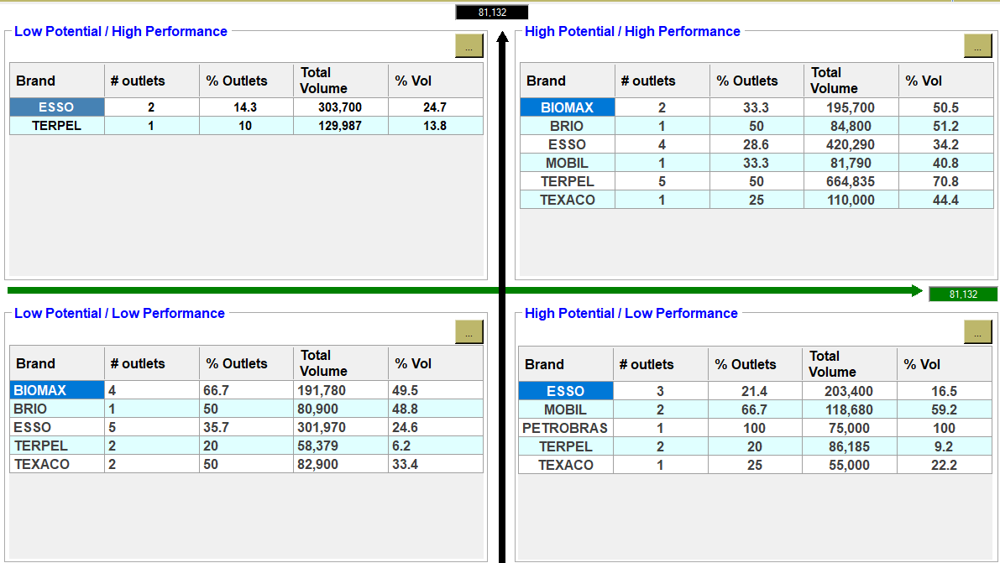 81,132
Low Potential / High Performance
...
Brand # outlets % Outlets Total Volume % Vol
ESSO 2 14.3 303,700 24.7
TERPEL 1 10 129,987 13.8
High Potential / High Performance
...
Brand # outlets % Outlets Total Volume % Vol
BIOMAX 2 33.3 195,700 50.5
BRIO 1 50 84,800 51.2
ESSO 4 28.6 420,290 34.2
MOBIL 1 33.3 81,790 40.8
TERPEL 5 50 664,835 70.8
TEXACO 1 25 110,000 44.4
81,132
Low Potential / Low Performance
...
Brand # outlets % Outlets Total Volume % Vol
BIOMAX 4 66.7 191,780 49.5
BRIO 1 50 80,900 48.8
ESSO 5 35.7 301,970 24.6
TERPEL 2 20 58,379 6.2
TEXACO 2 50 82,900 33.4
High Potential / Low Performance
...
Brand # outlets % Outlets Total Volume % Vol
ESSO 3 21.4 203,400 16.5
MOBIL 2 66.7 118,680 59.2
PETROBRAS 1 100 75,000 100
TERPEL 2 20 86,185 9.2
TEXACO 1 25 55,000 22.2